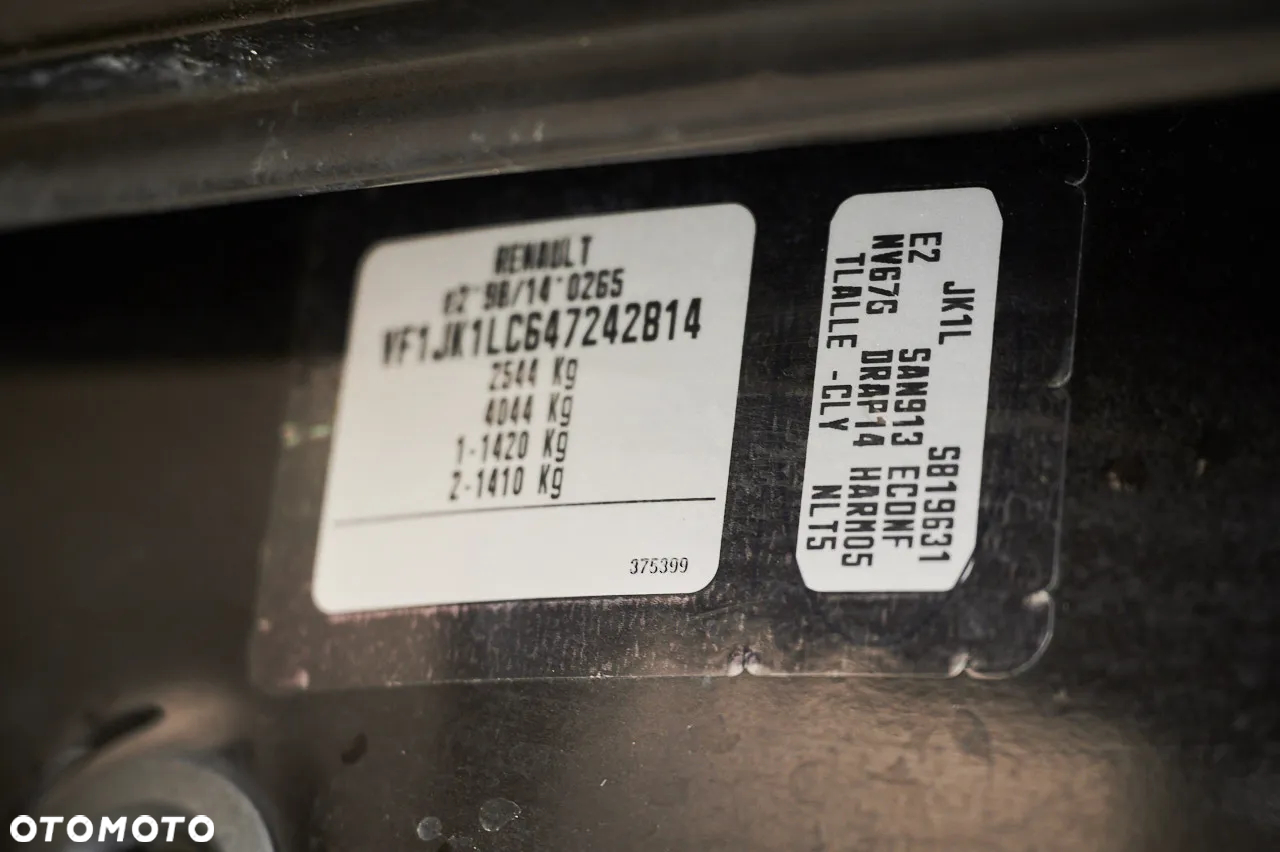 RENAULT
e2*98/14*0265
VF1JK1LC647242814
2544 Kg
4044 Kg
1-1420 Kg
2-1410 Kg
375399
JK1L S819631
E2 SAN913 ECONF
NV676 DRAP14 HARM05
TLALLE -CLY NLT5
OTOMOTO